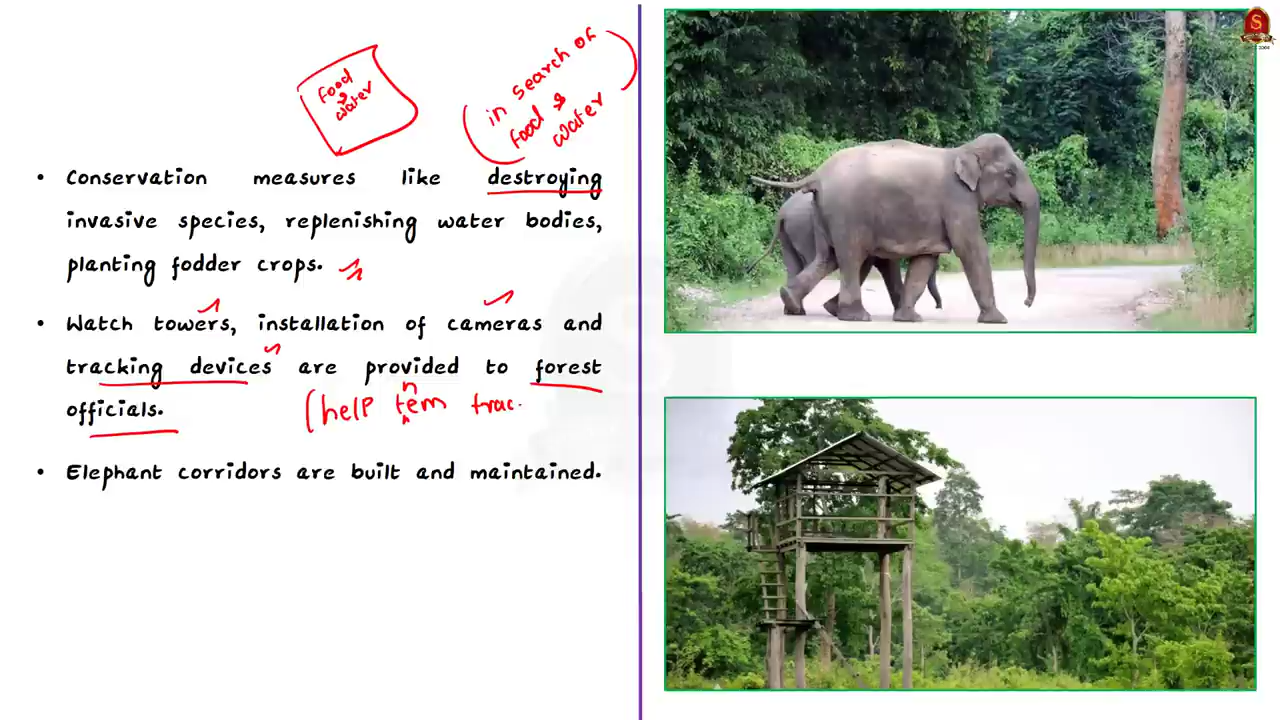 Food
&
water
in search of
food &
water
• Conservation measures like destroying
invasive species, replenishing water bodies,
planting fodder crops.
• Watch towers, installation of cameras and
tracking devices are provided to forest
officials.
(help them trac.
• Elephant corridors are built and maintained.
S